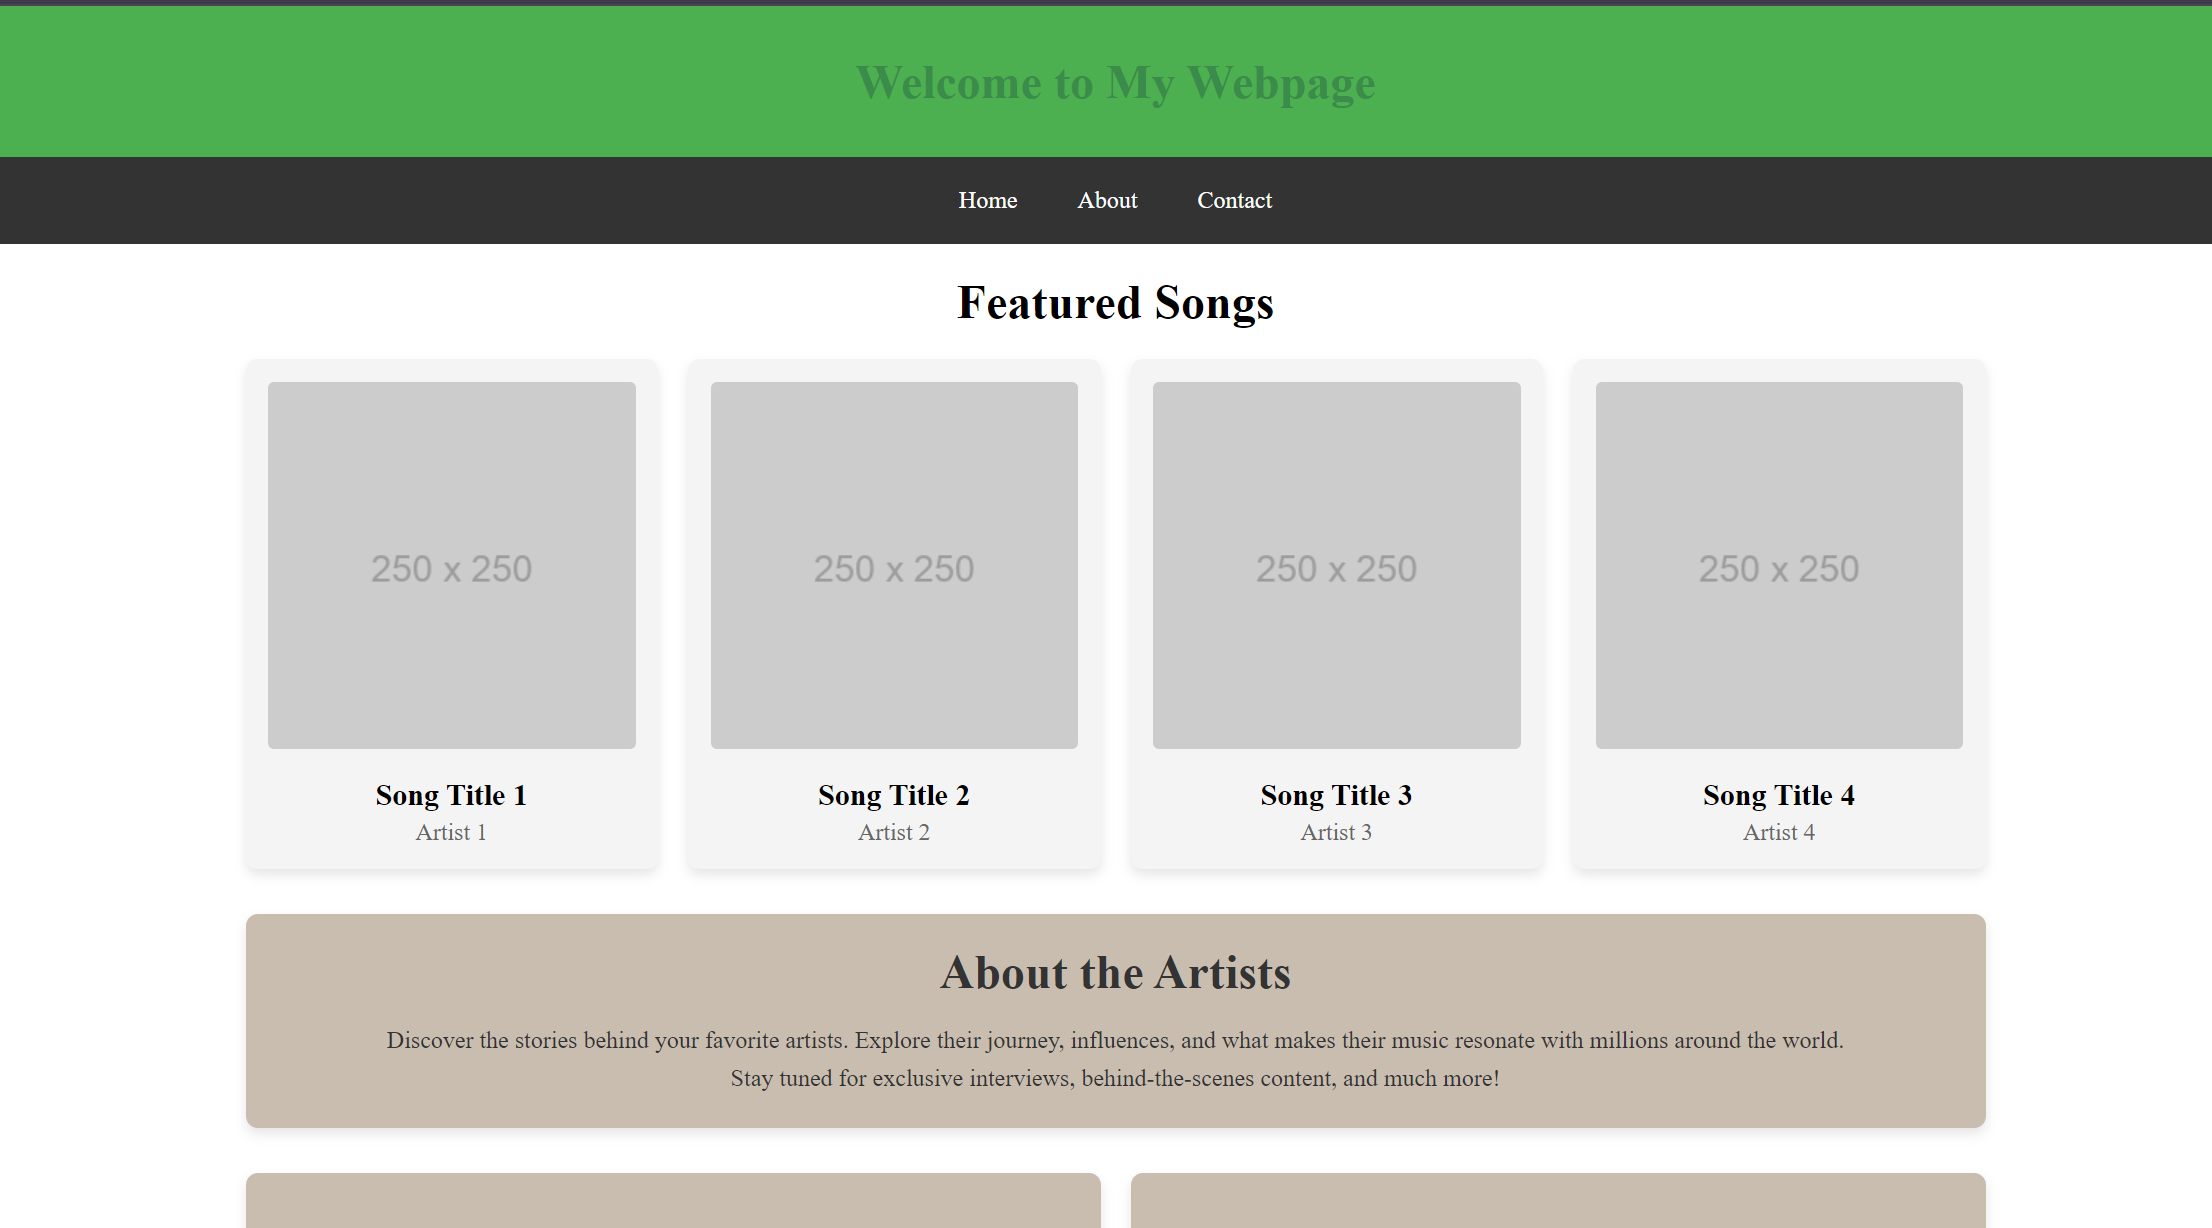 Welcome to My Webpage
Home About Contact
Featured Songs
250 x 250 250 x 250 250 x 250 250 x 250
Song Title 1 Song Title 2 Song Title 3 Song Title 4
Artist 1 Artist 2 Artist 3 Artist 4
About the Artists
Discover the stories behind your favorite artists. Explore their journey, influences, and what makes their music resonate with millions around the world.
Stay tuned for exclusive interviews, behind-the-scenes content, and much more!